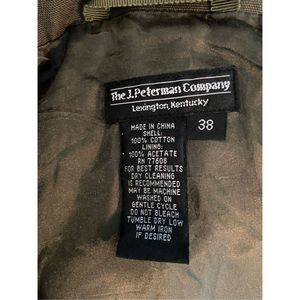 The J. Peterman Company
Lexington, Kentucky
38
MADE IN CHINA
SHELL:
100% COTTON
LINING:
100% ACETATE
RN 77608
FOR BEST RESULTS
DRY CLEANING
IS RECOMMENDED
MAY BE MACHINE
WASHED ON
GENTLE CYCLE
DO NOT BLEACH
TUMBLE DRY LOW
WARM IRON
IF DESIRED